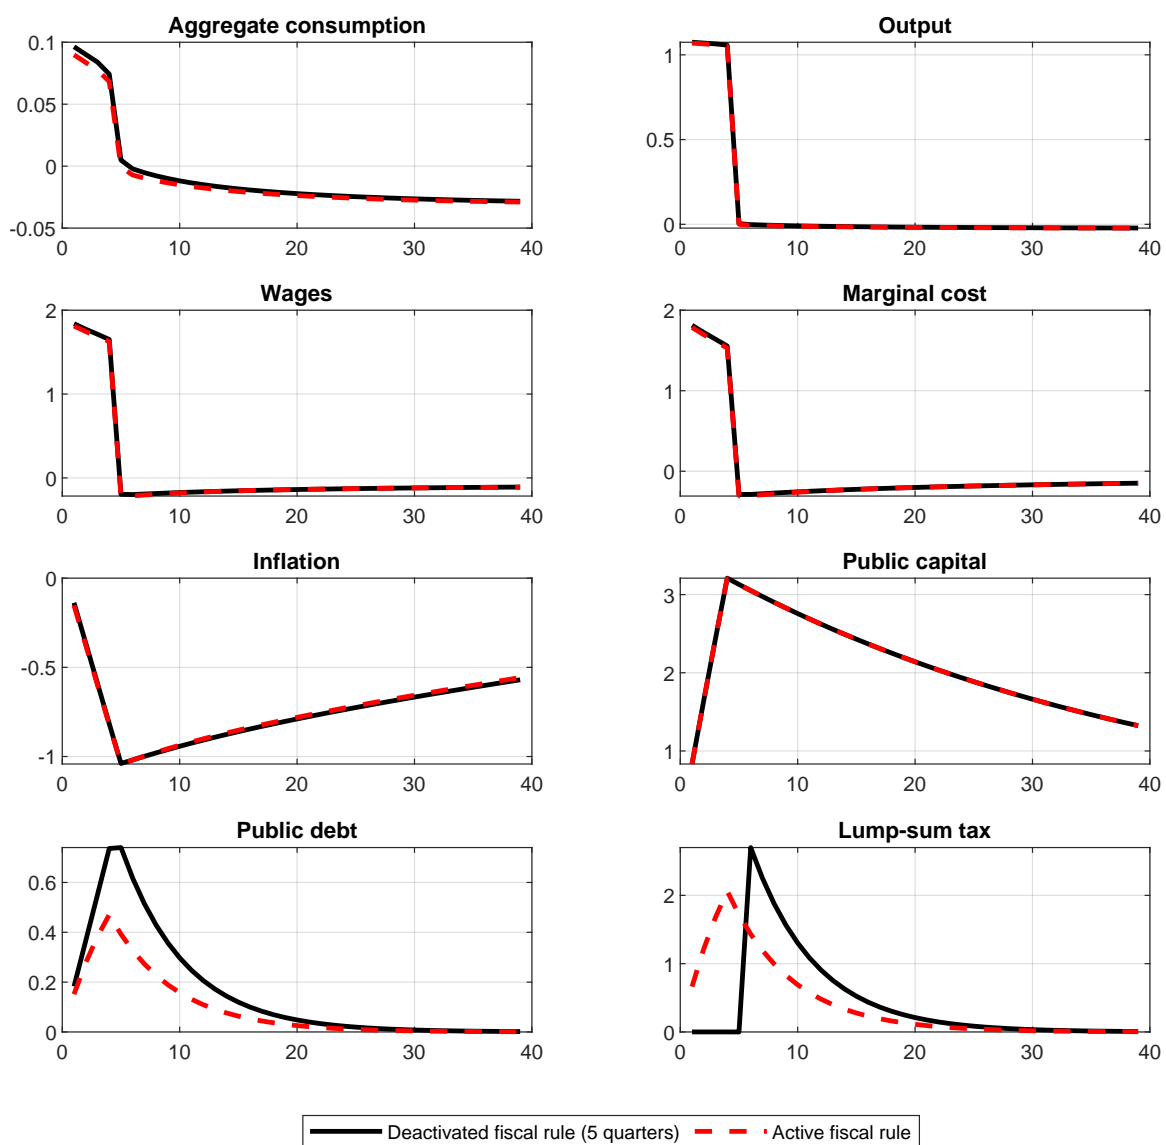 Aggregate consumption
0.1
0.05
0
-0.05
0 10 20 30 40
Output
1
0.5
0
0 10 20 30 40
Wages
2
1
0
0 10 20 30 40
Marginal cost
2
1
0
0 10 20 30 40
Inflation
0
-0.5
-1
0 10 20 30 40
Public capital
3
2
1
0 10 20 30 40
Public debt
0.6
0.4
0.2
0
0 10 20 30 40
Lump-sum tax
2
1
0
0 10 20 30 40
Deactivated fiscal rule (5 quarters) Active fiscal rule